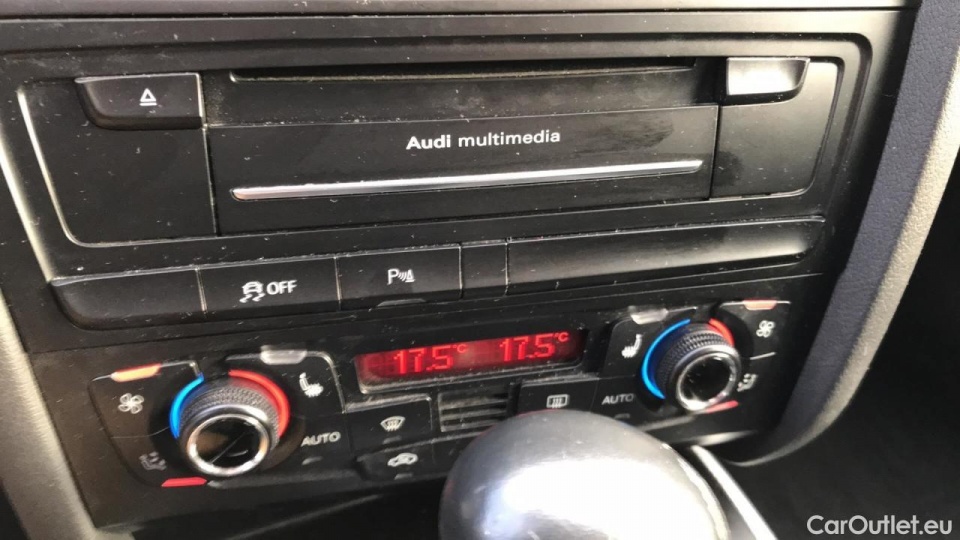 Audi multimedia
OFF P
17.5°C 17.5°C
AUTO AUTO
CarOutlet.eu